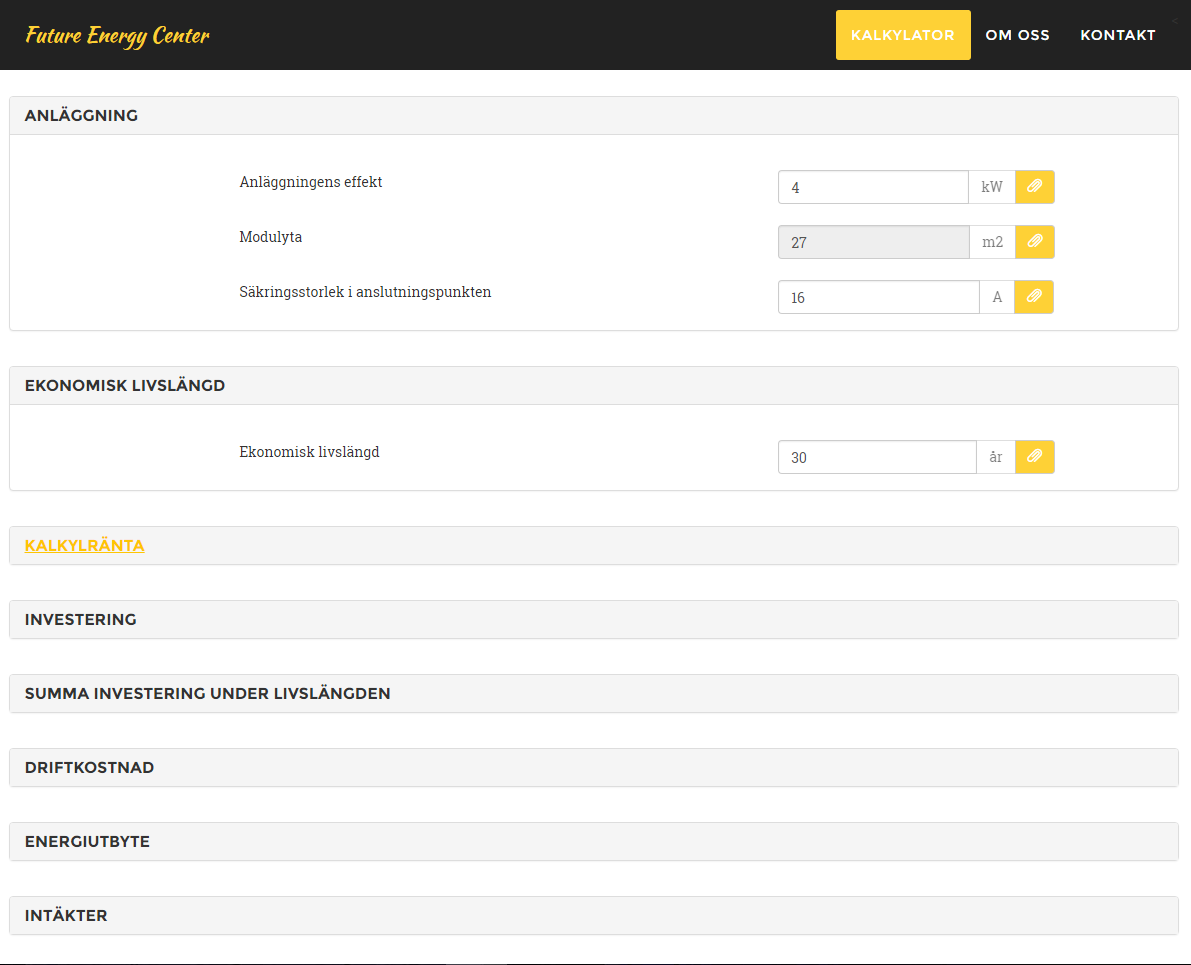 Future Energy Center
KALKYLATOR OM OSS KONTAKT
ANLÄGGNING
Anläggningens effekt 4 kW
Modulyta 27 m2
Säkringsstorlek i anslutningspunkten 16 A
EKONOMISK LIVSLÄNGD
Ekonomisk livslängd 30 år
KALKYLRÄNTA
INVESTERING
SUMMA INVESTERING UNDER LIVSLÄNGDEN
DRIFTKOSTNAD
ENERGIUTBYTE
INTÄKTER